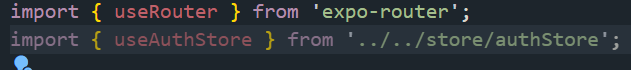 import { useRouter } from 'expo-router';
import { useAuthStore } from '../../store/authStore';